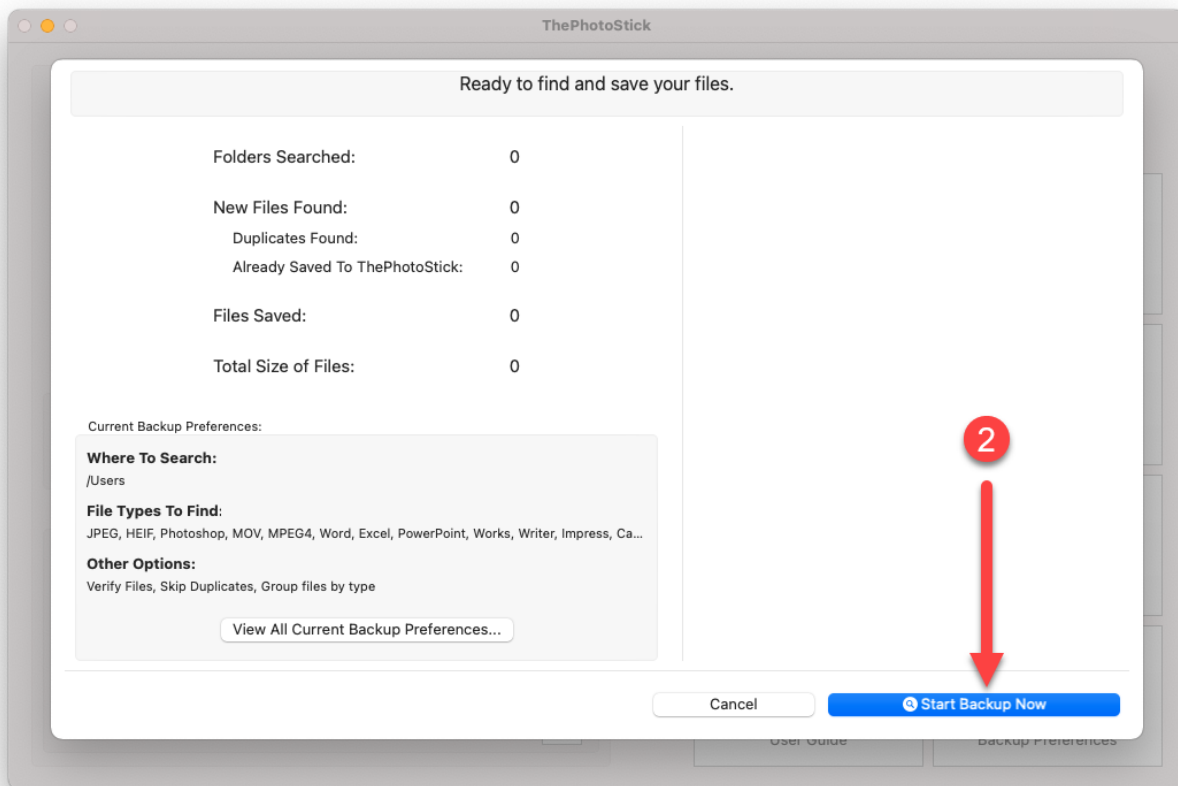 ThePhotoStick
Ready to find and save your files.
Folders Searched: 0
New Files Found: 0
Duplicates Found: 0
Already Saved To ThePhotoStick: 0
Files Saved: 0
Total Size of Files: 0
Current Backup Preferences:
Where To Search:
/Users
File Types To Find:
JPEG, HEIF, Photoshop, MOV, MPEG4, Word, Excel, PowerPoint, Works, Writer, Impress, Ca...
Other Options:
Verify Files, Skip Duplicates, Group files by type
View All Current Backup Preferences...
2
Cancel
Start Backup Now
User Guide
Backup Preferences